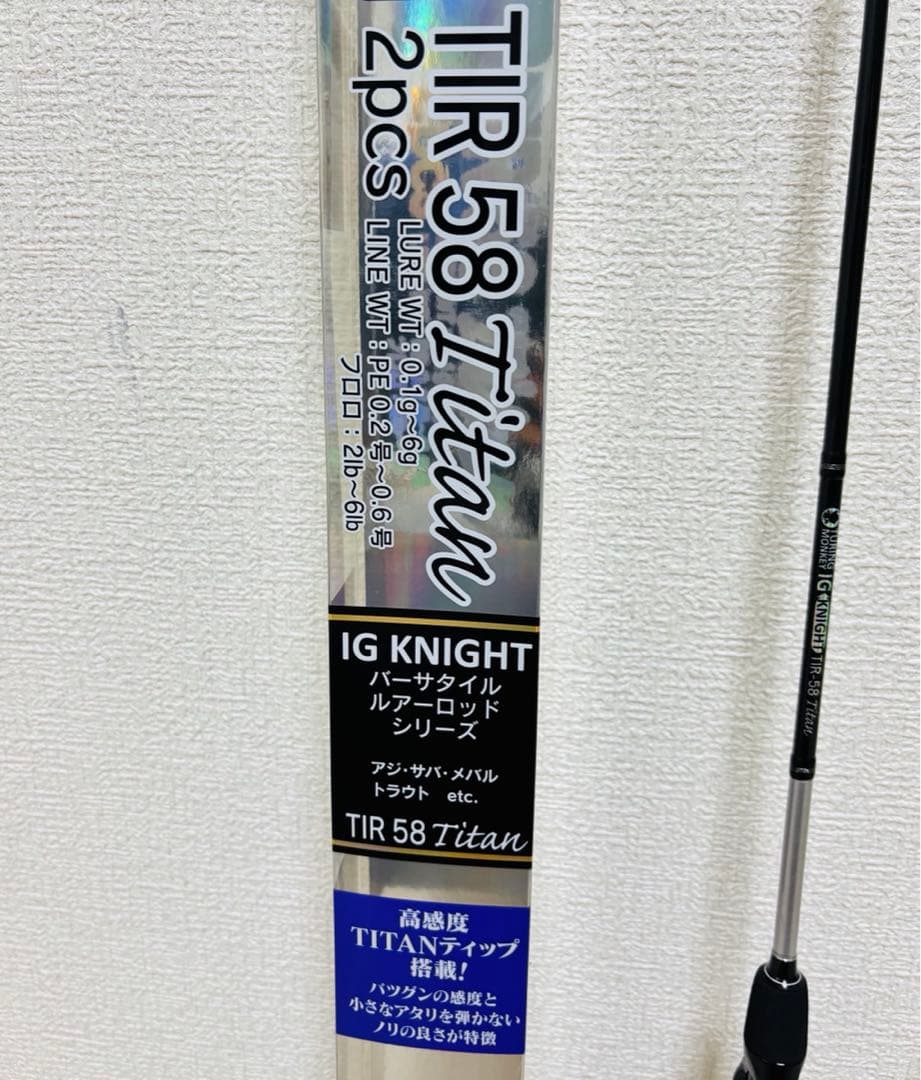 TIR 58 Titan
2pcs
LURE WT : 0.1g～6g
LINE WT : PE 0.2号～0.6号
フロロ : 2lb～6lb
IG KNIGHT
バーサタイル
ルアーロッド
シリーズ
アジ・サバ・メバル
トラウト etc.
TIR 58 Titan
高感度
TITANティップ
搭載!
バツグンの感度と
小さなアタリを弾かない
ノリの良さが特徴
TURING
MONKEY
IG KNIGHT TIR-58 Titan